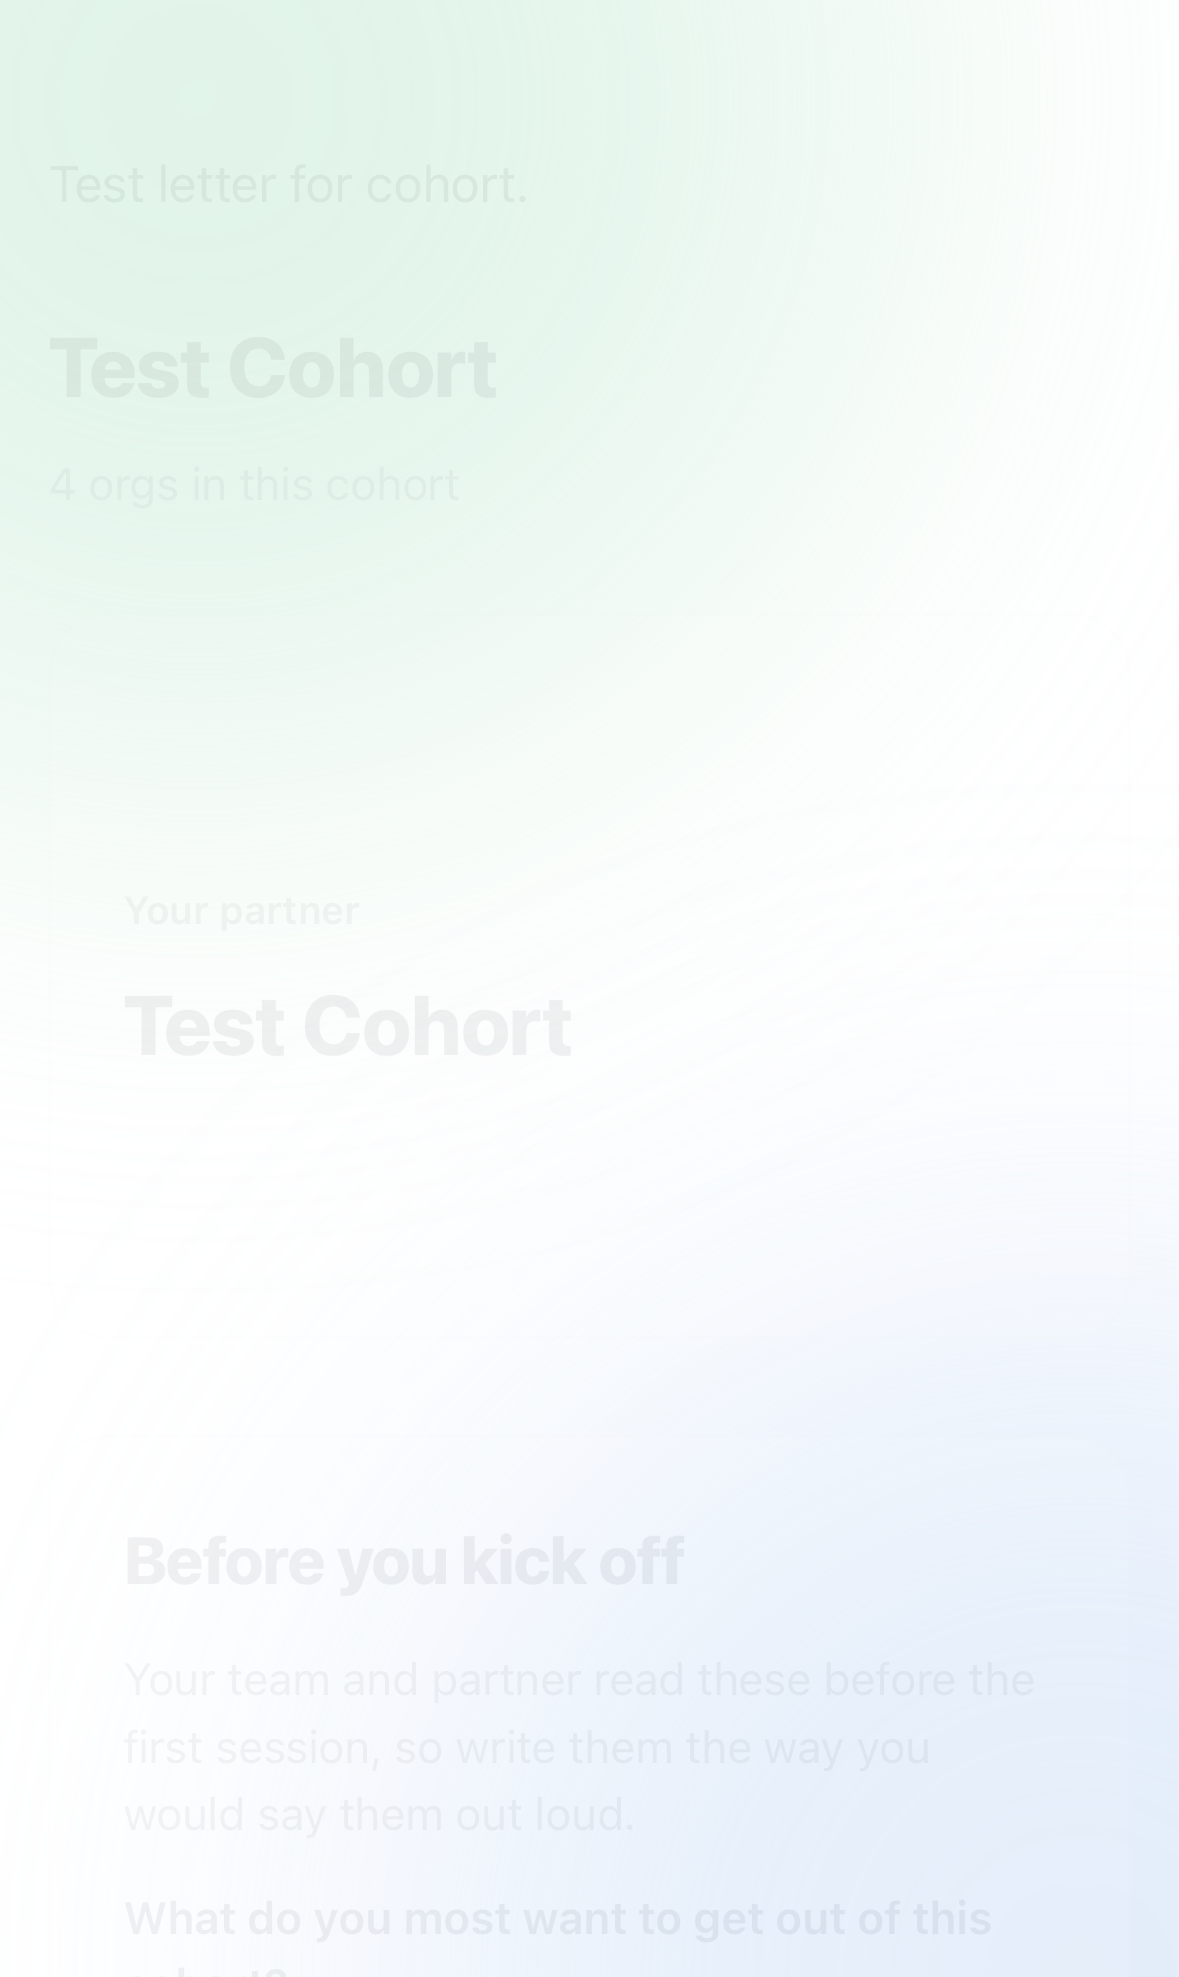 Test letter for cohort.
Test Cohort
4 orgs in this cohort
Your partner
Test Cohort
Before you kick off
Your team and partner read these before the
first session, so write them the way you
would say them out loud.
What do you most want to get out of this
cohort?